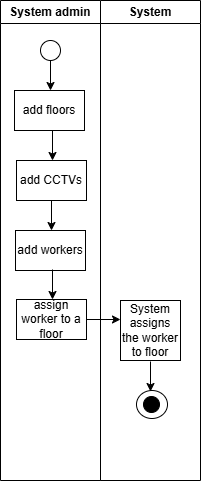 System admin
System
add floors
add CCTVs
add workers
assign
worker to a
floor
System
assigns
the worker
to floor